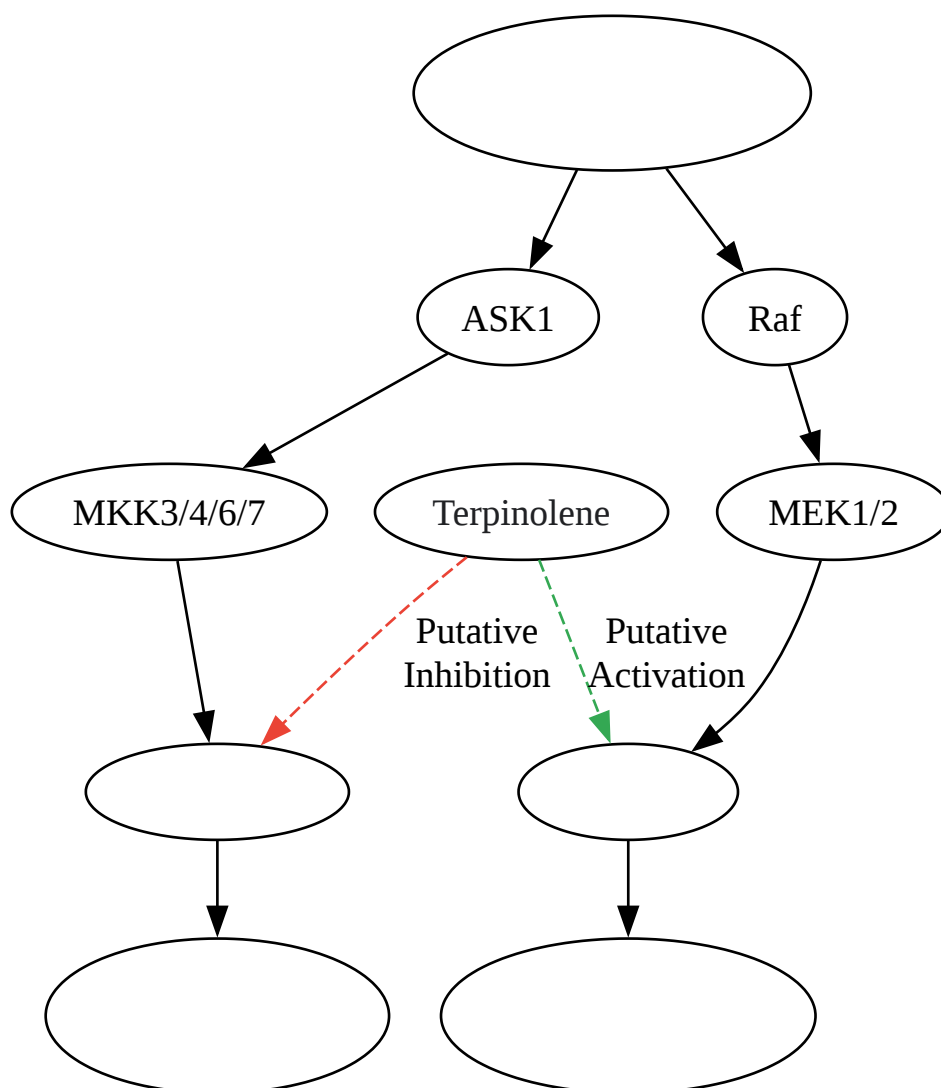 ASK1
Raf
MKK3/4/6/7
Terpinolene
MEK1/2
Putative
Inhibition
Putative
Activation